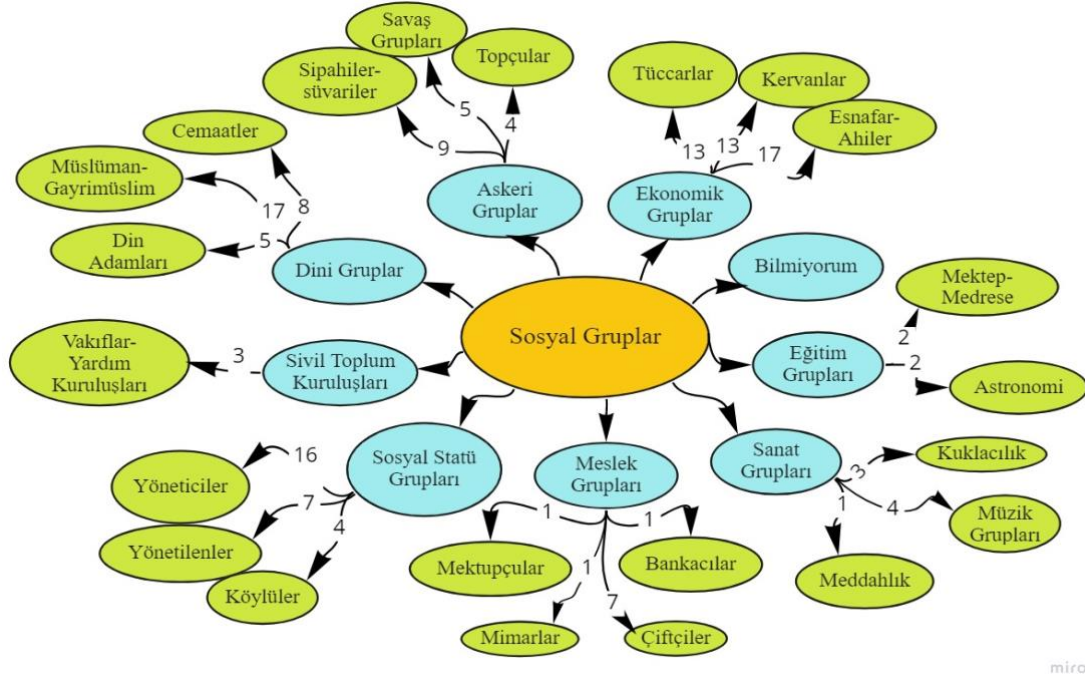 Savaş
Grupları
Topçular
Sipahiler-
süvariler
Tüccarlar
Kervanlar
Esnafar-
Ahiler
5
4
9
13
13
17
Cemaatler
Müslüman-
Gayrimüslim
Din
Adamları
17
8
5
Askeri
Gruplar
Ekonomik
Gruplar
Dini Gruplar
Bilmiyorum
Mektep-
Medrese
Sosyal Gruplar
Vakıflar-
Yardım
Kuruluşları
3
Sivil Toplum
Kuruluşları
Eğitim
Grupları
2
2
Astronomi
Sosyal Statü
Grupları
Meslek
Grupları
Sanat
Grupları
16
7
4
Yöneticiler
Yönetilenler
Köylüler
1
1
1
7
Mektupçular
Bankacılar
Mimarlar
Çiftçiler
3
4
1
Kuklacılık
Müzik
Grupları
Meddahlık
miro